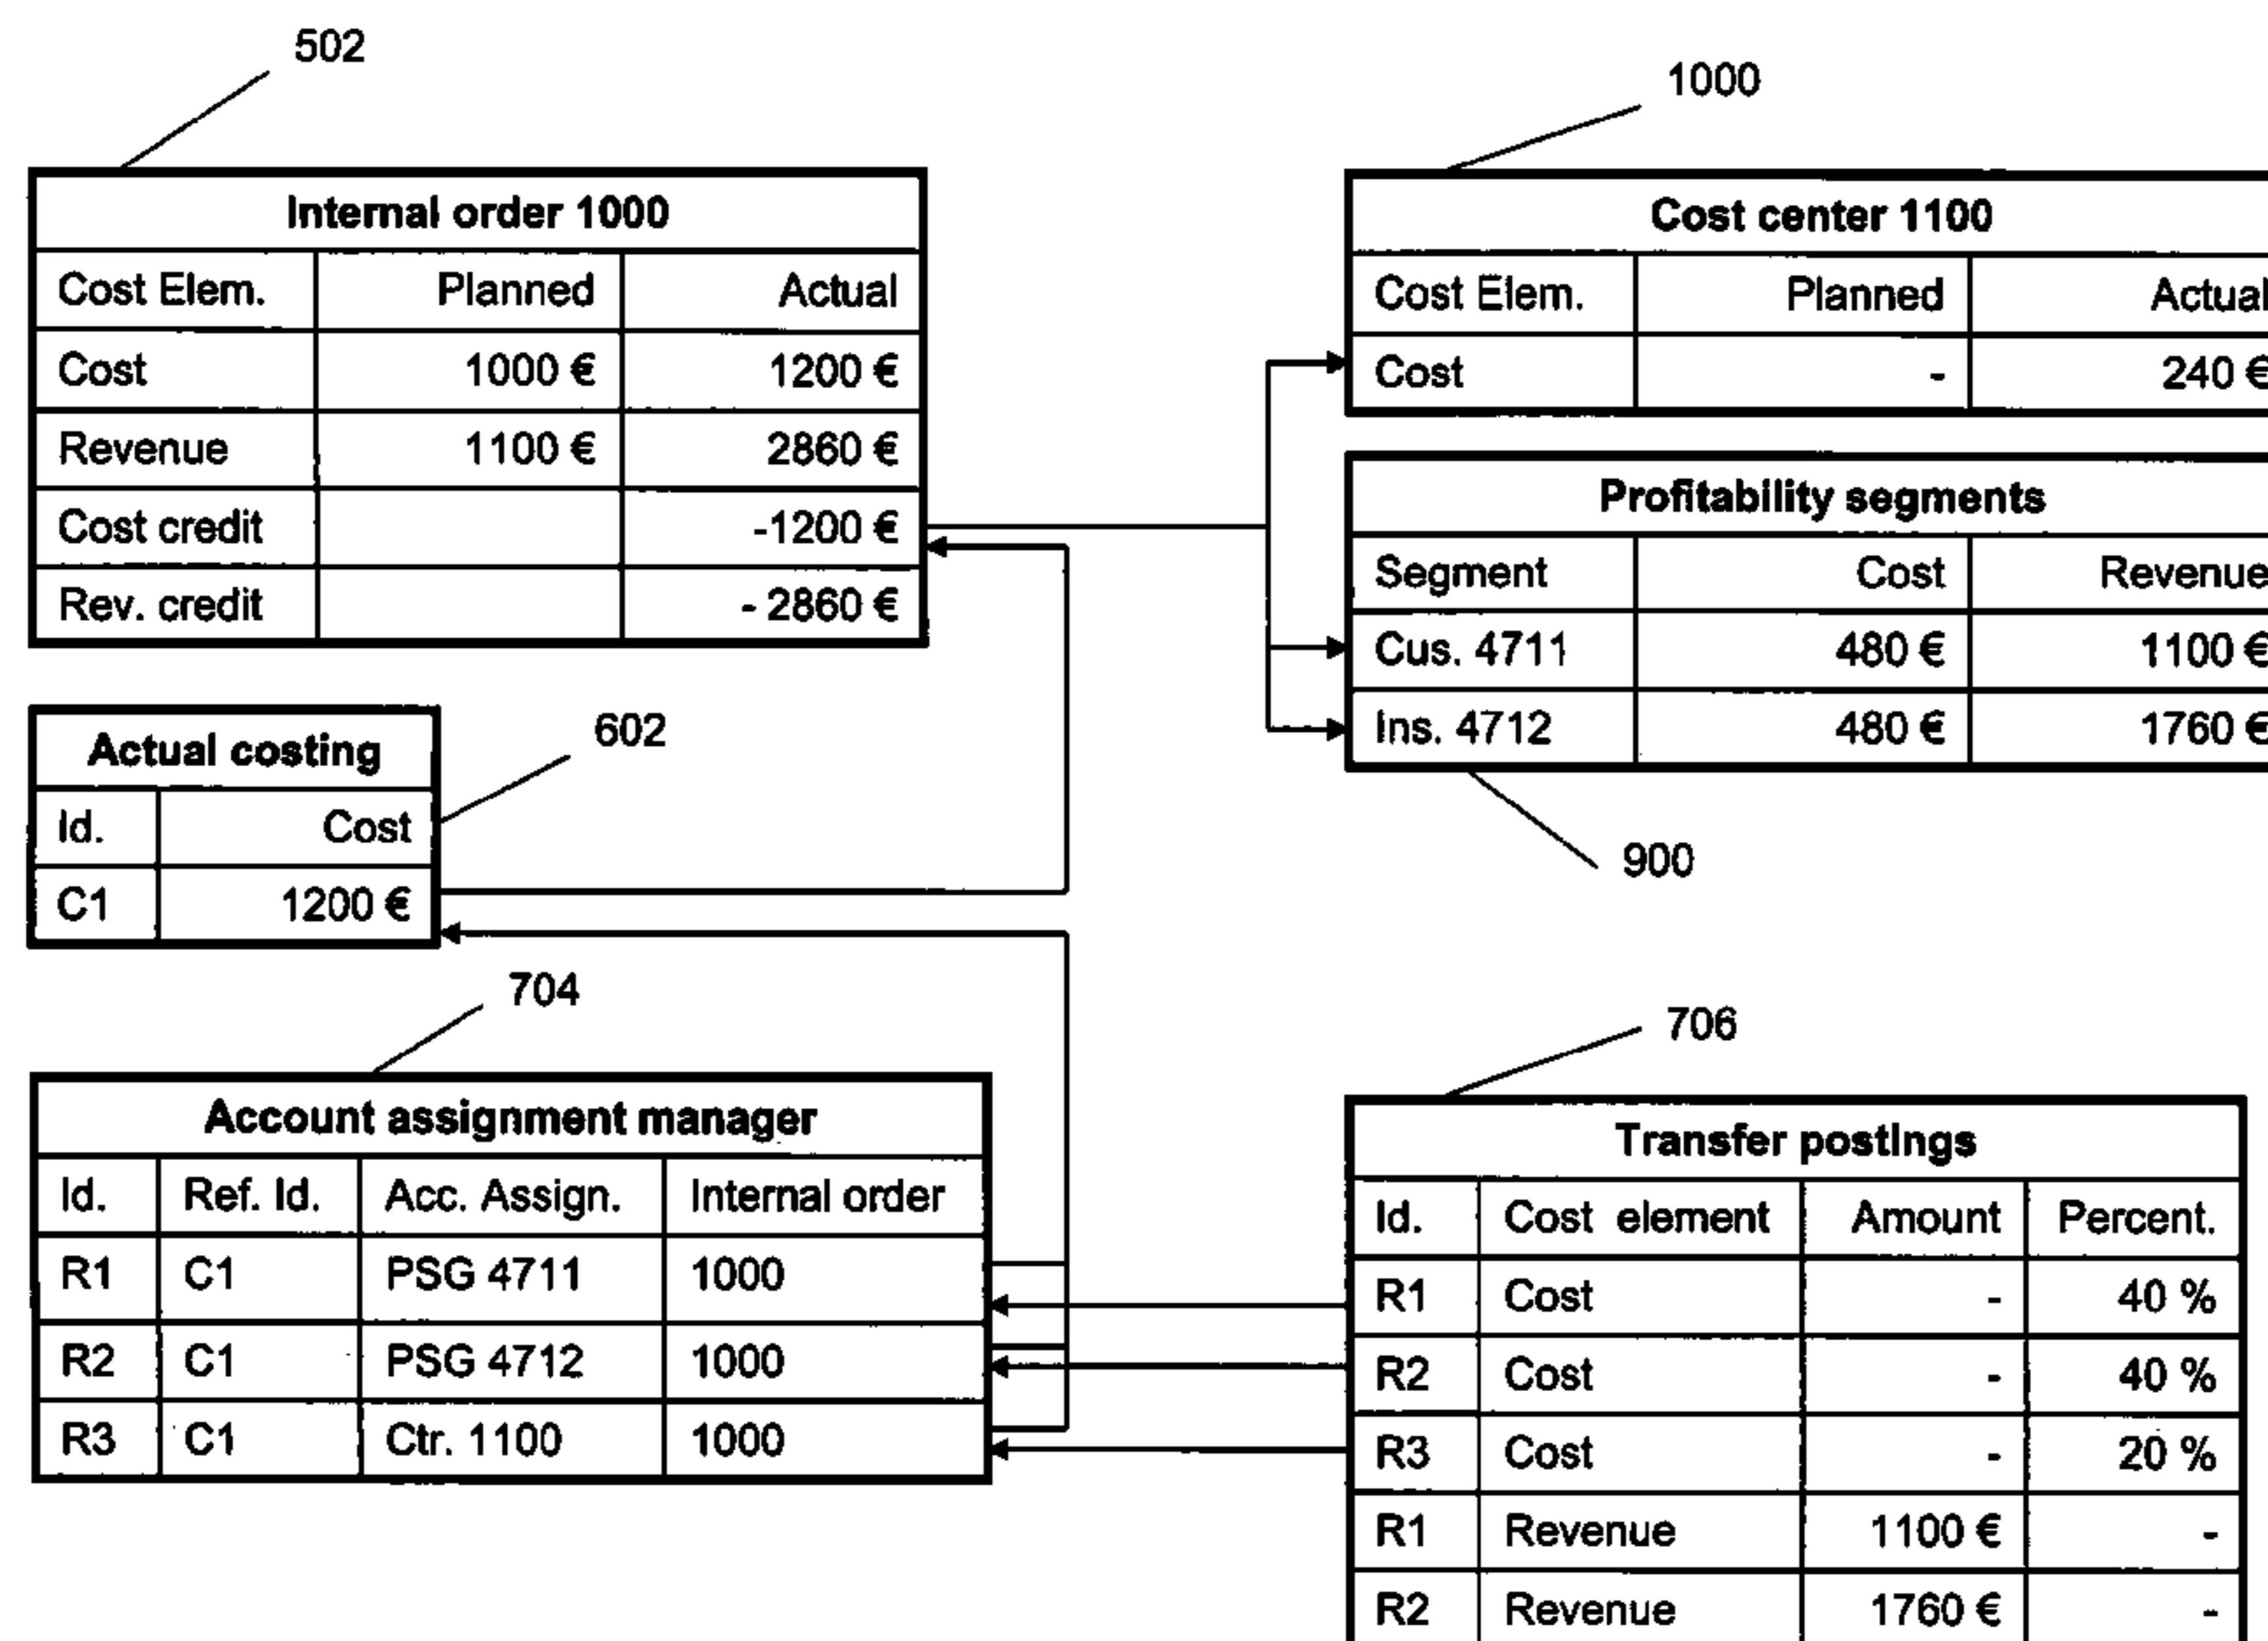 502
Internal order 1000
Cost Elem. Planned Actual
Cost 1000 € 1200 €
Revenue 1100 € 2860 €
Cost credit -1200 €
Rev. credit - 2860 €
1000
Cost center 1100
Cost Elem. Planned Actual
Cost - 240 €
Profitability segments
Segment Cost Revenue
Cus. 4711 480 € 1100 €
Ins. 4712 480 € 1760 €
900
602
Actual costing
Id. Cost
C1 1200 €
704
Account assignment manager
Id. Ref. Id. Acc. Assign. Internal order
R1 C1 PSG 4711 1000
R2 C1 PSG 4712 1000
R3 C1 Ctr. 1100 1000
706
Transfer postings
Id. Cost element Amount Percent.
R1 Cost - 40 %
R2 Cost - 40 %
R3 Cost - 20 %
R1 Revenue 1100 € -
R2 Revenue 1760 € -